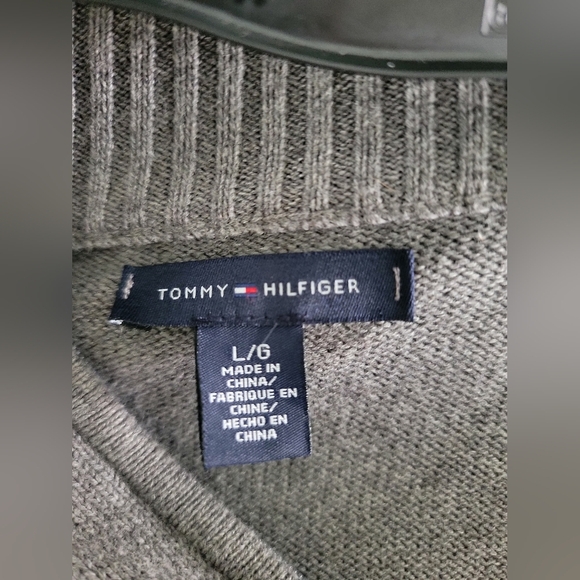 TOMMY HILFIGER
L/G
MADE IN
CHINA/
FABRIQUE EN
CHINE/
HECHO EN
CHINA